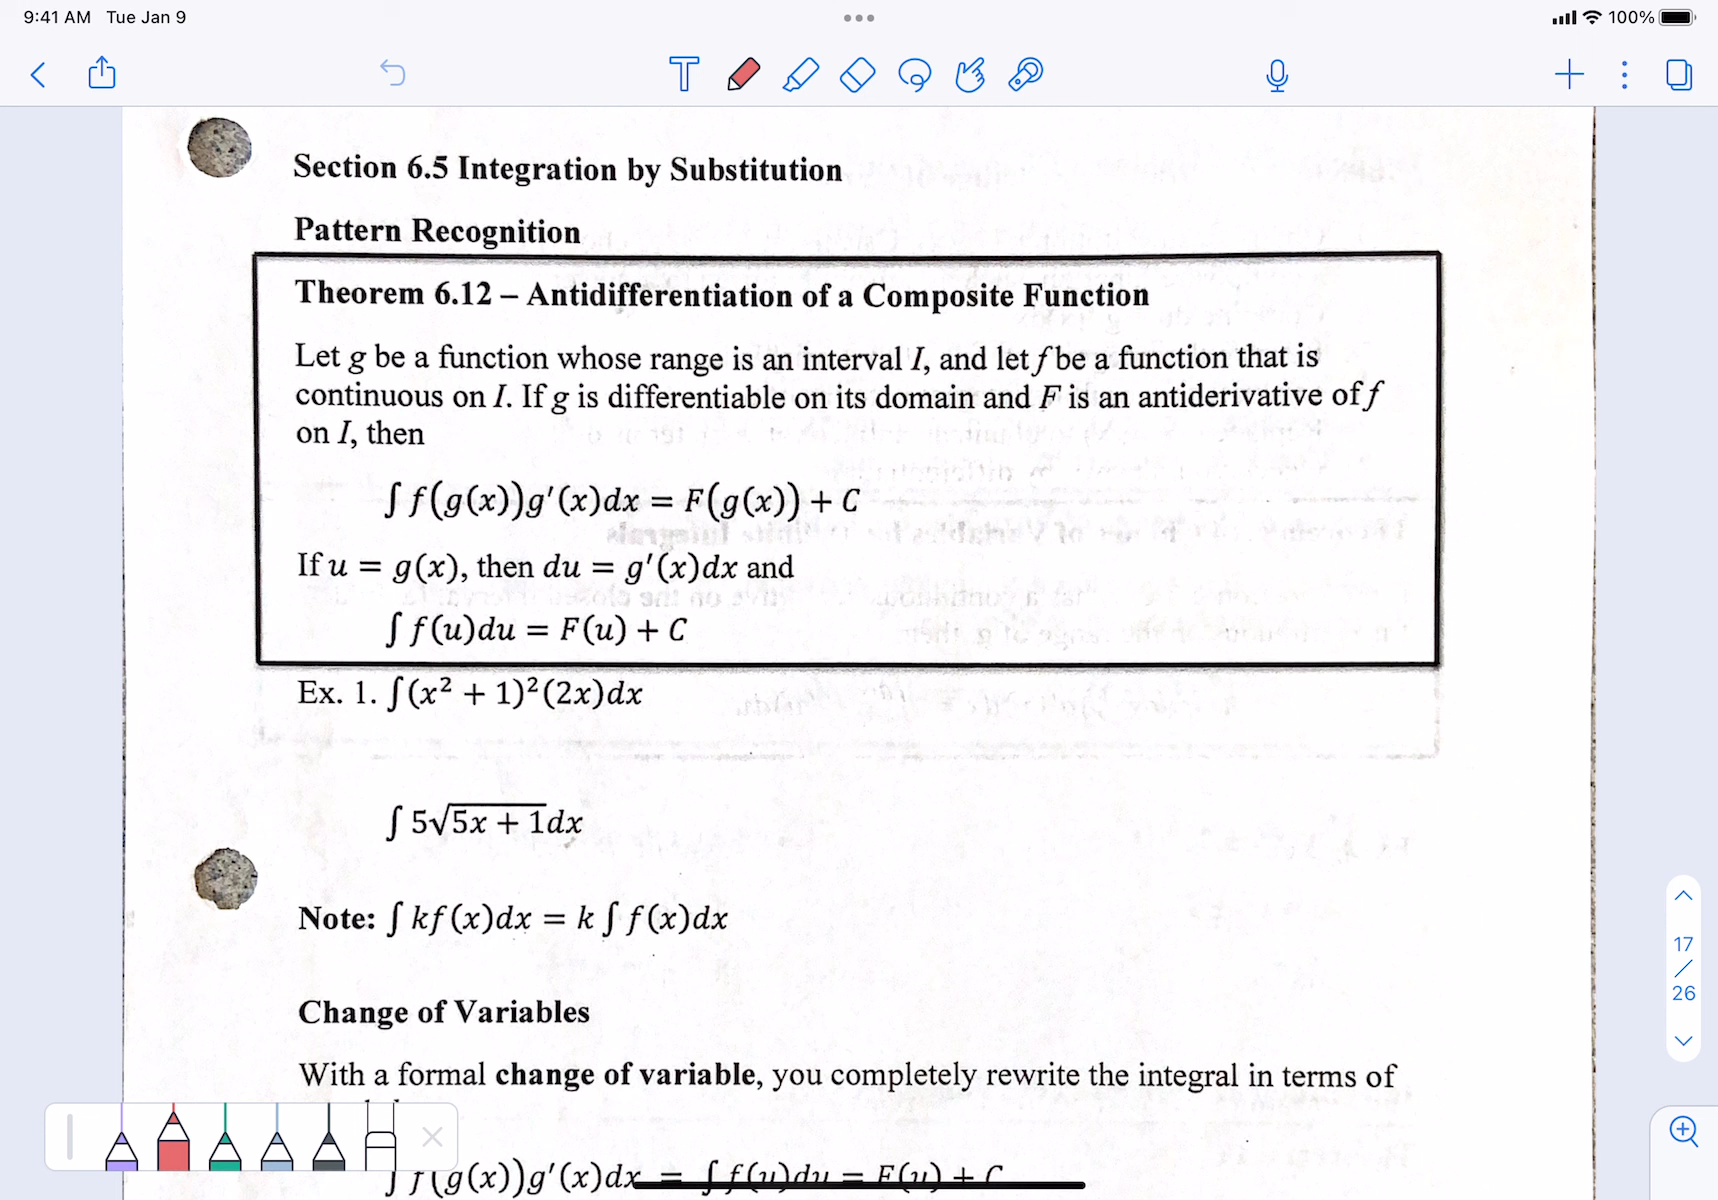 9:41 AM Tue Jan 9
100%
Section 6.5 Integration by Substitution
Pattern Recognition
Theorem 6.12 – Antidifferentiation of a Composite Function
Let g be a function whose range is an interval I, and let f be a function that is
continuous on I. If g is differentiable on its domain and F is an antiderivative of f
on I, then
∫ f(g(x))g′(x)dx = F(g(x)) + C
If u = g(x), then du = g′(x)dx and
∫ f(u)du = F(u) + C
Ex. 1. ∫(x² + 1)²(2x)dx
∫ 5√(5x + 1)dx
Note: ∫ kf(x)dx = k ∫ f(x)dx
Change of Variables
With a formal change of variable, you completely rewrite the integral in terms of
∫ f(g(x))g′(x)dx = ∫ f(u)du = F(u) + C
17
/
26